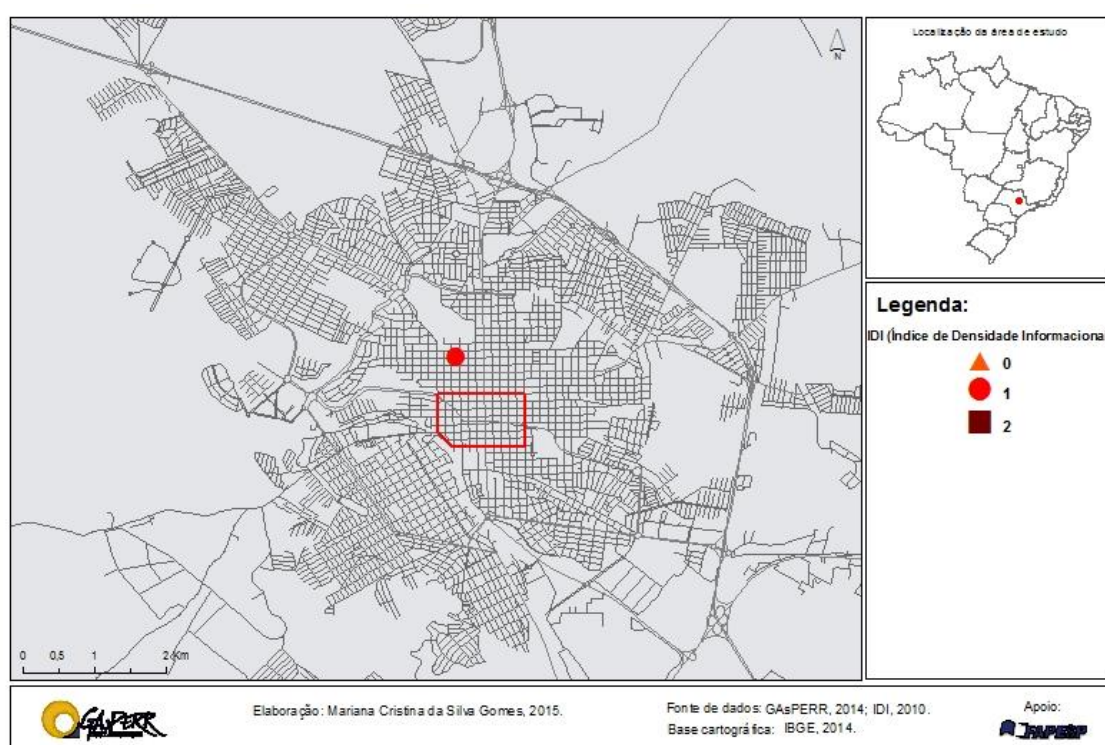 Localização da área de estudo
N
Legenda:
IDI (Índice de Densidade Informaciona
0
1
2
0 0,5 1 2 Km
GAsPERR
Elaboração: Mariana Cristina da Silva Gomes, 2015.
Fonte de dados: GAsPERR, 2014; IDI, 2010.
Base cartográfica: IBGE, 2014.
Apoio:
FAPESP